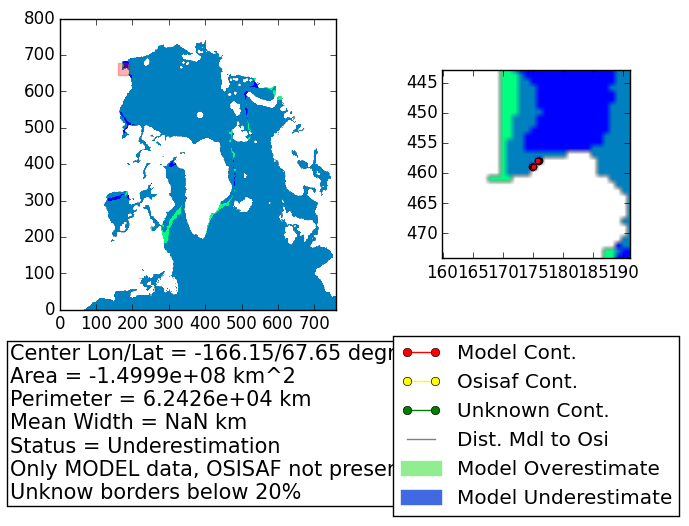 800
700
600
500
400
300
200
100
0
0 100 200 300 400 500 600 700
445
450
455
460
465
470
160 165 170 175 180 185 190
Center Lon/Lat = -166.15/67.65 degr
Area = -1.4999e+08 km^2
Perimeter = 6.2426e+04 km
Mean Width = NaN km
Status = Underestimation
Only MODEL data, OSISAF not presen
Unknow borders below 20%
Model Cont.
Osisaf Cont.
Unknown Cont.
Dist. Mdl to Osi
Model Overestimate
Model Underestimate